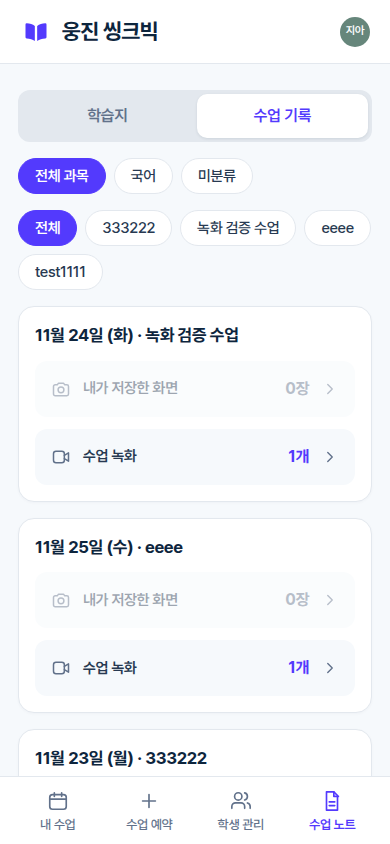 웅진 씽크빅
지아
학습지 수업 기록
전체 과목 국어 미분류
전체 333222 녹화 검증 수업 eeee
test1111
11월 24일 (화) · 녹화 검증 수업
내가 저장한 화면 0장
수업 녹화 1개
11월 25일 (수) · eeee
내가 저장한 화면 0장
수업 녹화 1개
11월 23일 (월) · 333222
내 수업 수업 예약 학생 관리 수업 노트